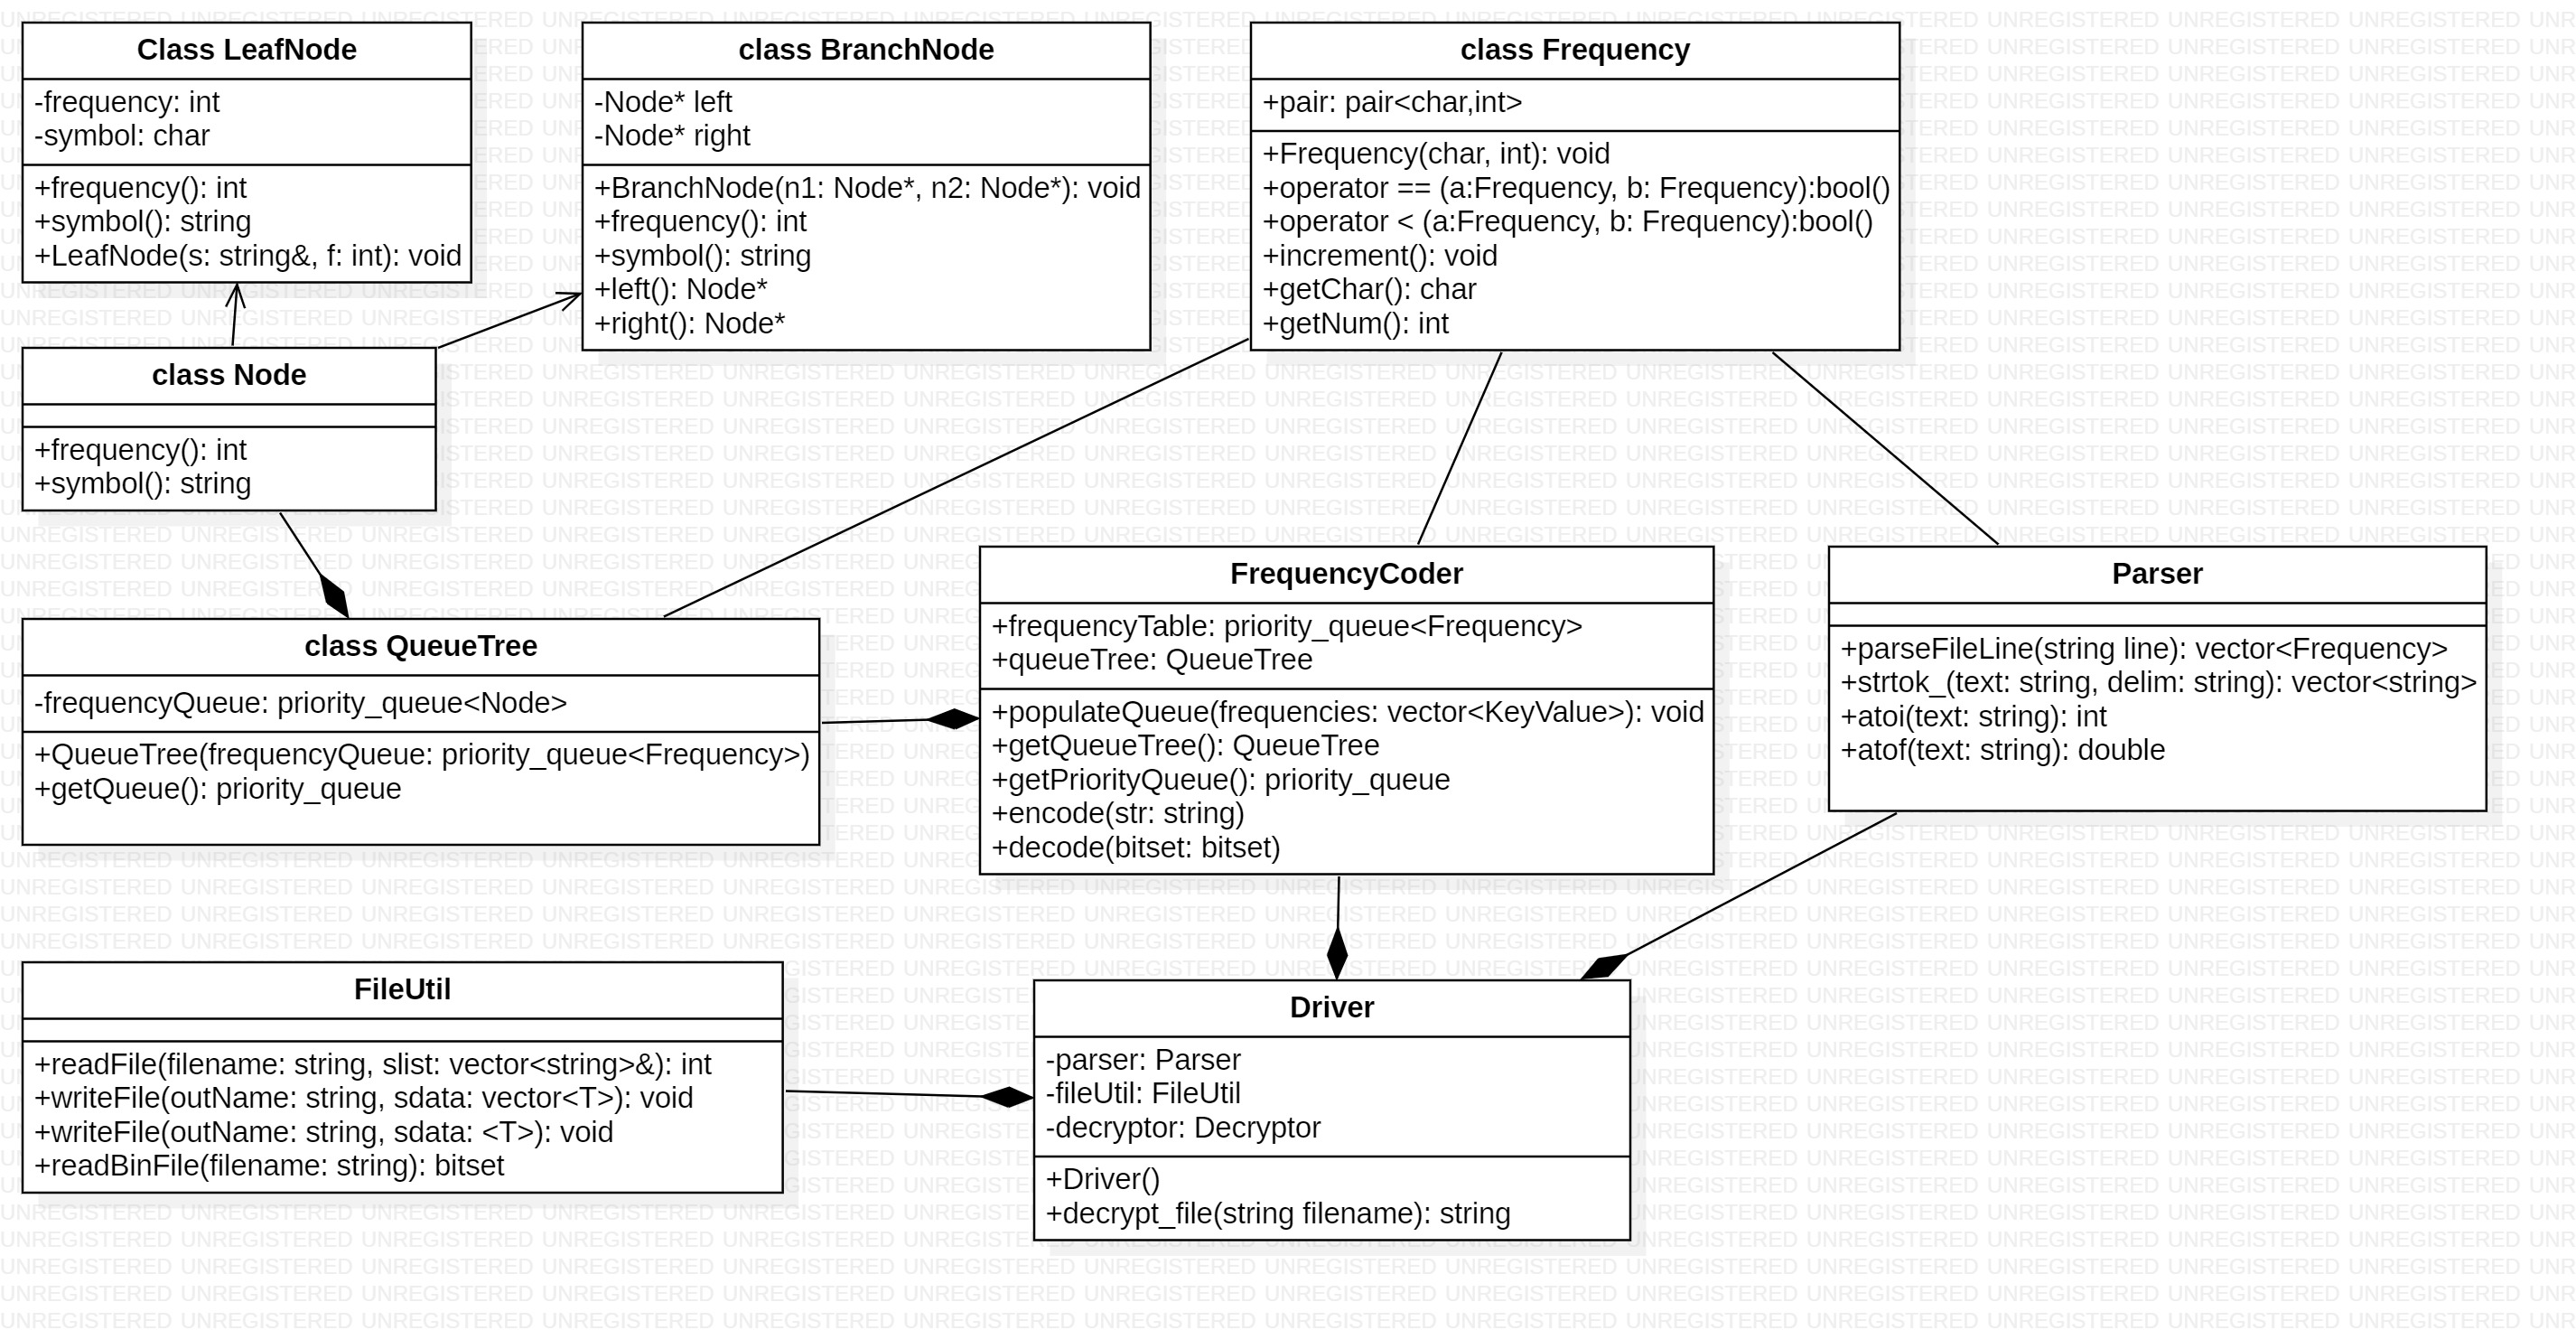 Class LeafNode
-frequency: int
-symbol: char
+frequency(): int
+symbol(): string
+LeafNode(s: string&, f: int): void
class BranchNode
-Node* left
-Node* right
+BranchNode(n1: Node*, n2: Node*): void
+frequency(): int
+symbol(): string
+left(): Node*
+right(): Node*
class Frequency
+pair: pair<char,int>
+Frequency(char, int): void
+operator == (a:Frequency, b: Frequency):bool()
+operator < (a:Frequency, b: Frequency):bool()
+increment(): void
+getChar(): char
+getNum(): int
class Node
+frequency(): int
+symbol(): string
class QueueTree
-frequencyQueue: priority_queue<Node>
+QueueTree(frequencyQueue: priority_queue<Frequency>)
+getQueue(): priority_queue
FrequencyCoder
+frequencyTable: priority_queue<Frequency>
+queueTree: QueueTree
+populateQueue(frequencies: vector<KeyValue>): void
+getQueueTree(): QueueTree
+getPriorityQueue(): priority_queue
+encode(str: string)
+decode(bitset: bitset)
Parser
+parseFileLine(string line): vector<Frequency>
+strtok_(text: string, delim: string): vector<string>
+atoi(text: string): int
+atof(text: string): double
FileUtil
+readFile(filename: string, slist: vector<string>&): int
+writeFile(outName: string, sdata: vector<T>): void
+writeFile(outName: string, sdata: <T>): void
+readBinFile(filename: string): bitset
Driver
-parser: Parser
-fileUtil: FileUtil
-decryptor: Decryptor
+Driver()
+decrypt_file(string filename): string
UNREGISTERED